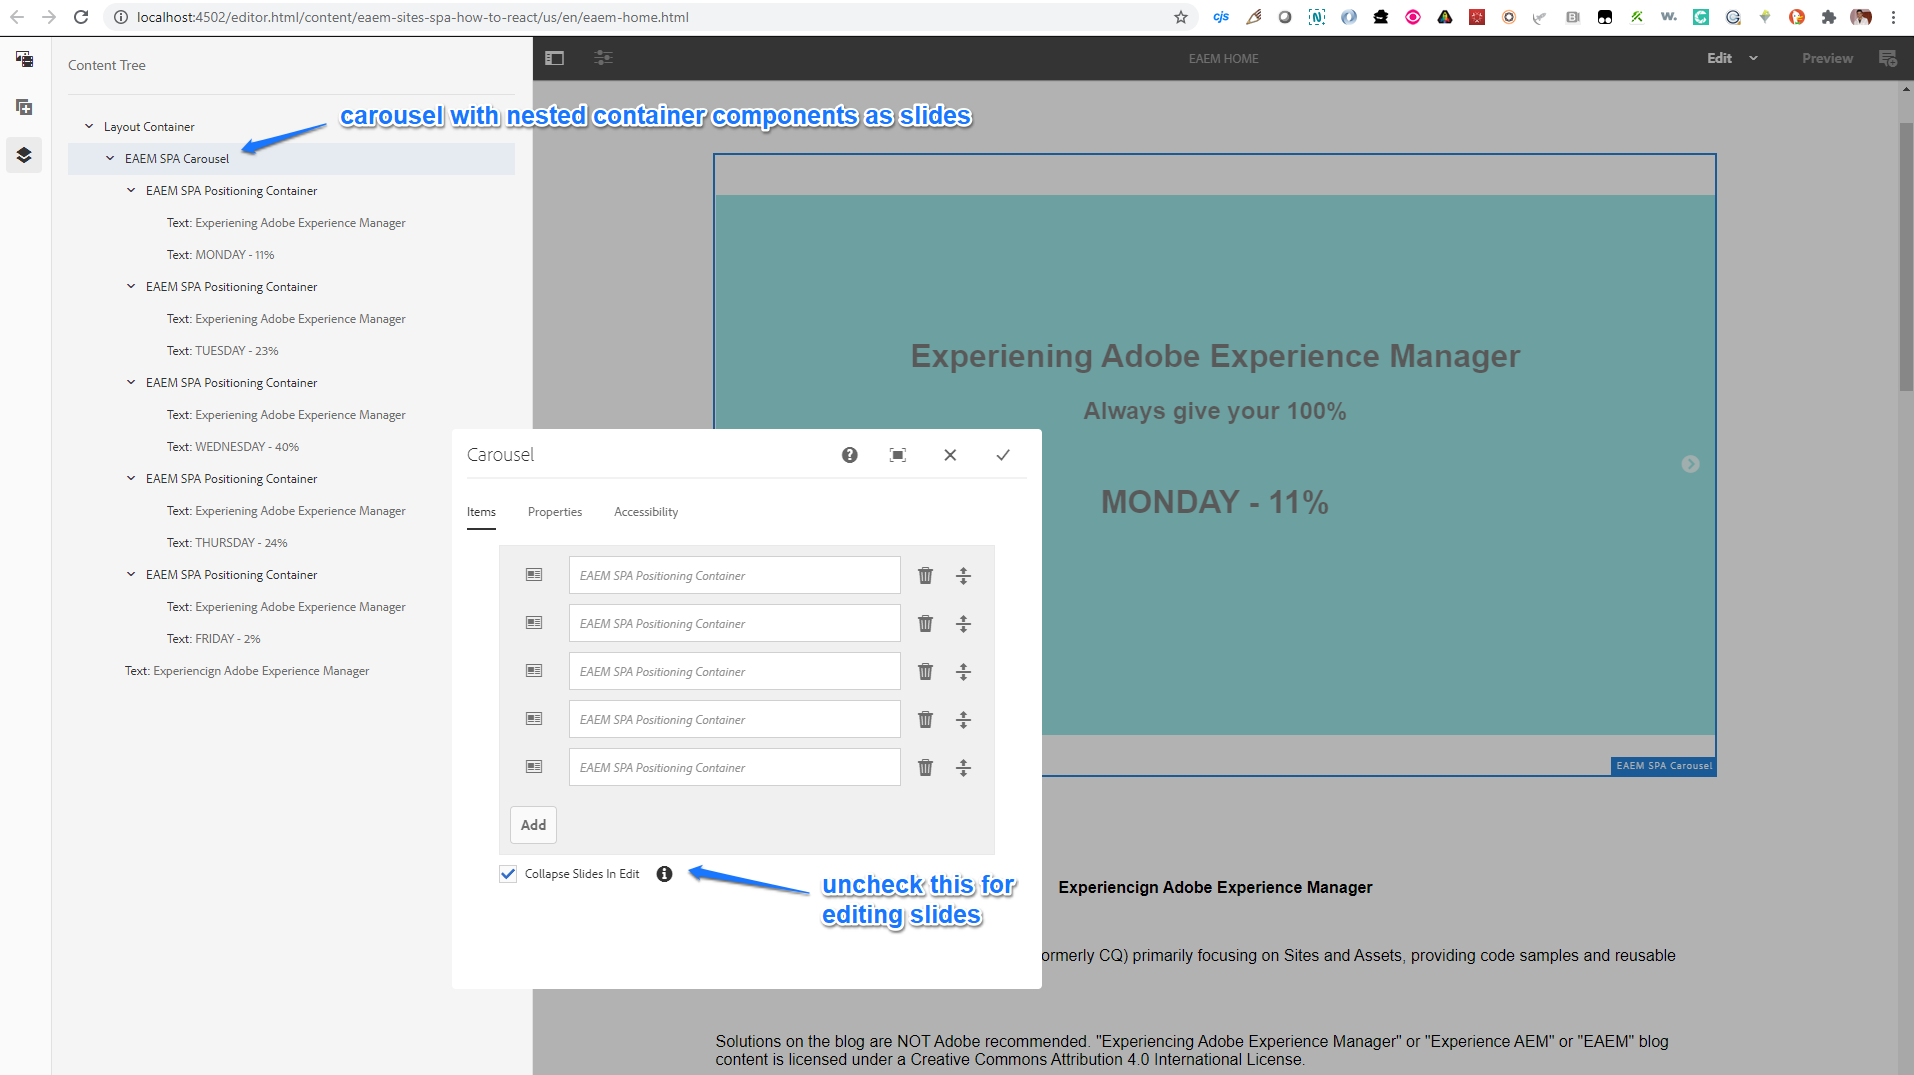 localhost:4502/editor.html/content/eaem-sites-spa-how-to-react/us/en/eaem-home.html
cjs
Content Tree
EAEM HOME
Edit
Preview
carousel with nested container components as slides
Layout Container
EAEM SPA Carousel
EAEM SPA Positioning Container
Text: Experiening Adobe Experience Manager
Text: MONDAY - 11%
EAEM SPA Positioning Container
Text: Experiening Adobe Experience Manager
Text: TUESDAY - 23%
EAEM SPA Positioning Container
Text: Experiening Adobe Experience Manager
Text: WEDNESDAY - 40%
EAEM SPA Positioning Container
Text: Experiening Adobe Experience Manager
Text: THURSDAY - 24%
EAEM SPA Positioning Container
Text: Experiening Adobe Experience Manager
Text: FRIDAY - 2%
Text: Experiencign Adobe Experience Manager
Experiening Adobe Experience Manager
Always give your 100%
MONDAY - 11%
EAEM SPA Carousel
Carousel
Items
Properties
Accessibility
EAEM SPA Positioning Container
EAEM SPA Positioning Container
EAEM SPA Positioning Container
EAEM SPA Positioning Container
EAEM SPA Positioning Container
Add
Collapse Slides In Edit
uncheck this for
editing slides
Experiencign Adobe Experience Manager
ormerly CQ) primarily focusing on Sites and Assets, providing code samples and reusable
Solutions on the blog are NOT Adobe recommended. "Experiencing Adobe Experience Manager" or "Experience AEM" or "EAEM" blog
content is licensed under a Creative Commons Attribution 4.0 International License.